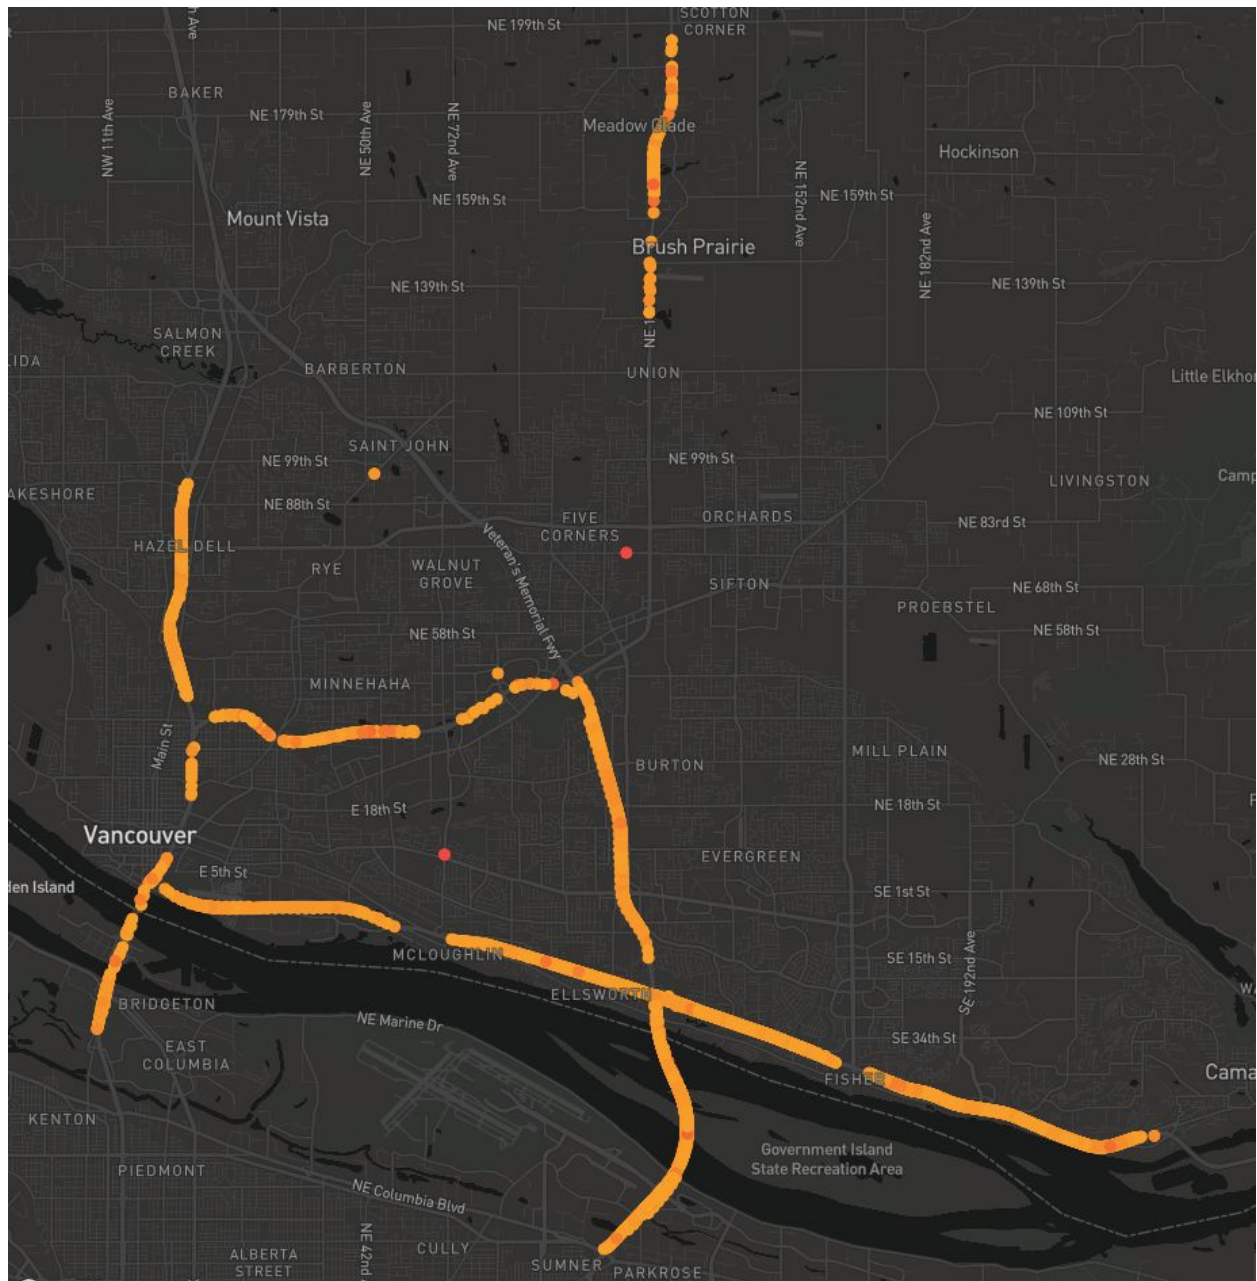 SCOTTON
CORNER
NE 199th St
BAKER
NE 179th St
NW 11th Ave
NE 50th Ave
NE 72nd Ave
Meadow Glade
Hockinson
NE 152nd Ave
NE 159th St
NE 159th St
NE 182nd Ave
Mount Vista
Brush Prairie
NE 139th St
NE 139th St
SALMON
CREEK
BARBERTON
UNION
NE 109th St
SAINT JOHN
NE 99th St
NE 99th St
LIVINGSTON
NE 88th St
FIVE
CORNERS
ORCHARDS
NE 83rd St
HAZEL DELL
RYE
WALNUT
GROVE
Veteran's Memorial Fwy
SIFTON
NE 68th St
PROEBSTEL
NE 58th St
NE 58th St
MINNEHAHA
Main St
BURTON
MILL PLAIN
NE 28th St
E 18th St
NE 18th St
Vancouver
EVERGREEN
E 5th St
SE 1st St
MCLOUGHLIN
SE 15th St
SE 192nd Ave
ELLSWORTH
BRIDGETON
NE Marine Dr
SE 34th St
EAST
COLUMBIA
FISHER
KENTON
Government Island
State Recreation Area
PIEDMONT
NE Columbia Blvd
NE 42nd
ALBERTA
STREET
CULLY
SUMNER
PARKROSE